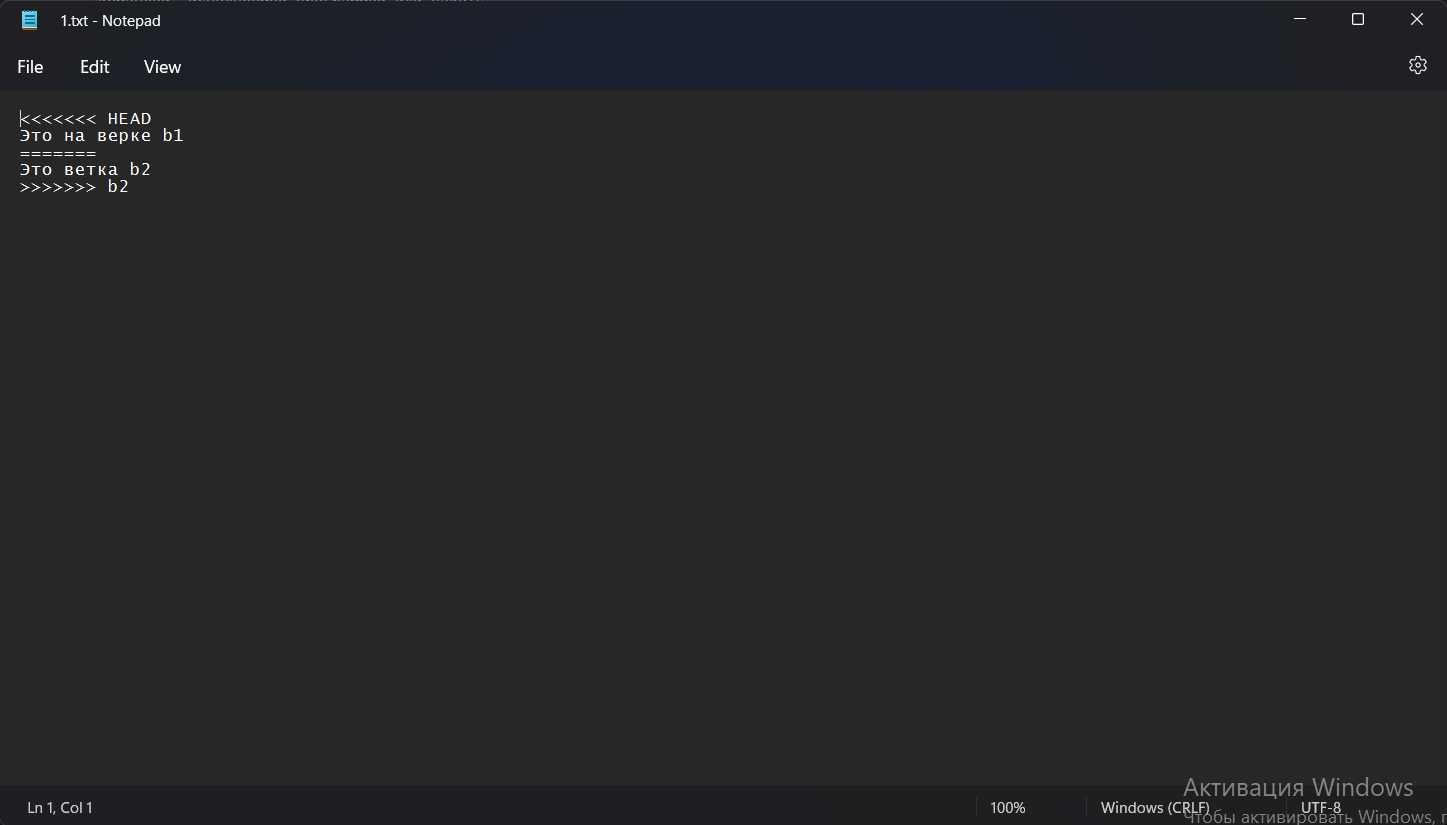 1.txt - Notepad
File Edit View
<<<<<<< HEAD
Это на верке b1
=======
Это ветка b2
>>>>>>> b2
Активация Windows
Ln 1, Col 1 100% Windows (CRLF) UTF-8
Чтобы активировать Windows,